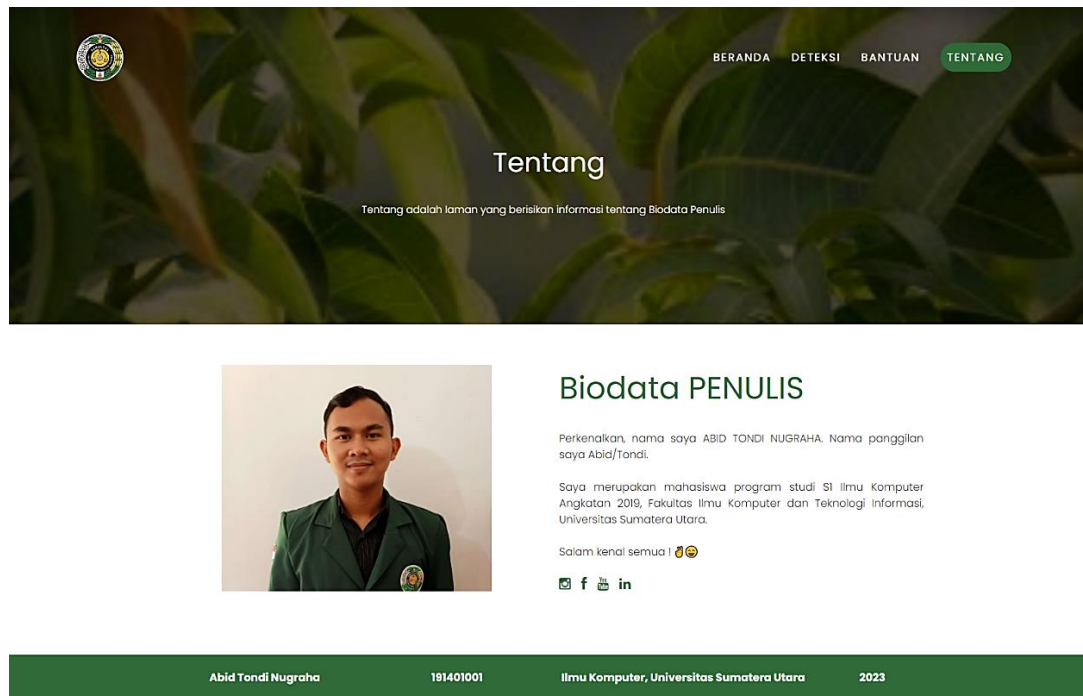 BERANDA DETEKSI BANTUAN TENTANG
Tentang
Tentang adalah laman yang berisikan informasi tentang Biodata Penulis
Biodata PENULIS
Perkenalkan, nama saya ABID TONDI NUGRAHA. Nama panggilan
saya Abid/Tondi.
Saya merupakan mahasiswa program studi S1 Ilmu Komputer
Angkatan 2019, Fakultas Ilmu Komputer dan Teknologi Informasi,
Universitas Sumatera Utara.
Salam kenal semua ! ✌😄
Abid Tondi Nugraha 191401001 Ilmu Komputer, Universitas Sumatera Utara 2023